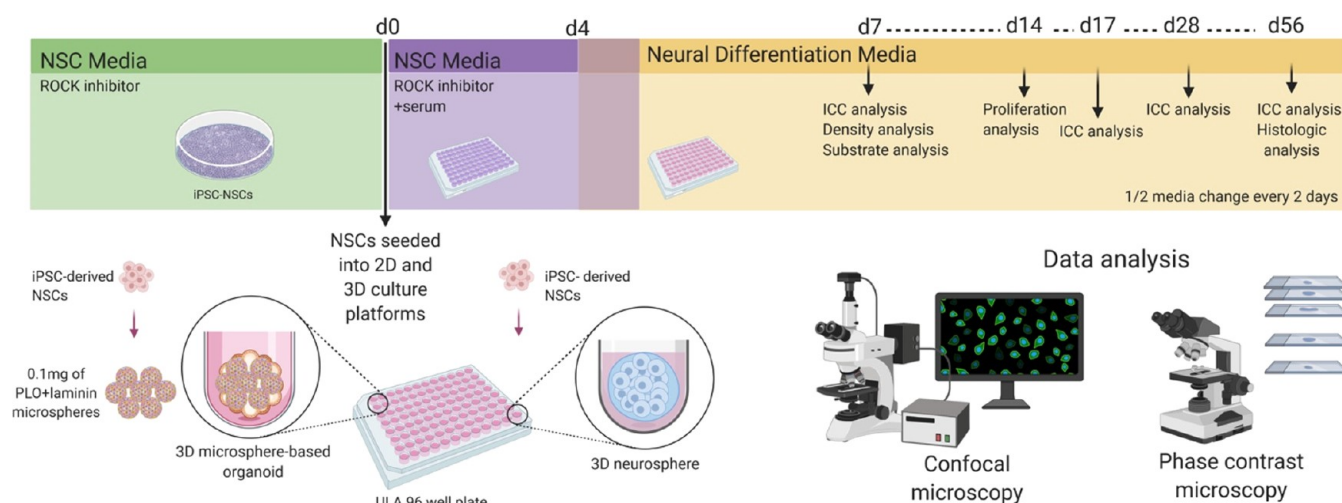 d0
d4
d7
d14
d17
d28
d56
NSC Media
ROCK inhibitor
iPSC-NSCs
NSC Media
ROCK inhibitor
+serum
Neural Differentiation Media
ICC analysis
Density analysis
Substrate analysis
Proliferation
analysis
ICC analysis
ICC analysis
ICC analysis
Histologic
analysis
1/2 media change every 2 days
NSCs seeded
into 2D and
3D culture
platforms
iPSC-derived
NSCs
0.1mg of
PLO+laminin
microspheres
3D microsphere-based
organoid
iPSC- derived
NSCs
3D neurosphere
ULA 96 well plate
Data analysis
Confocal
microscopy
Phase contrast
microscopy